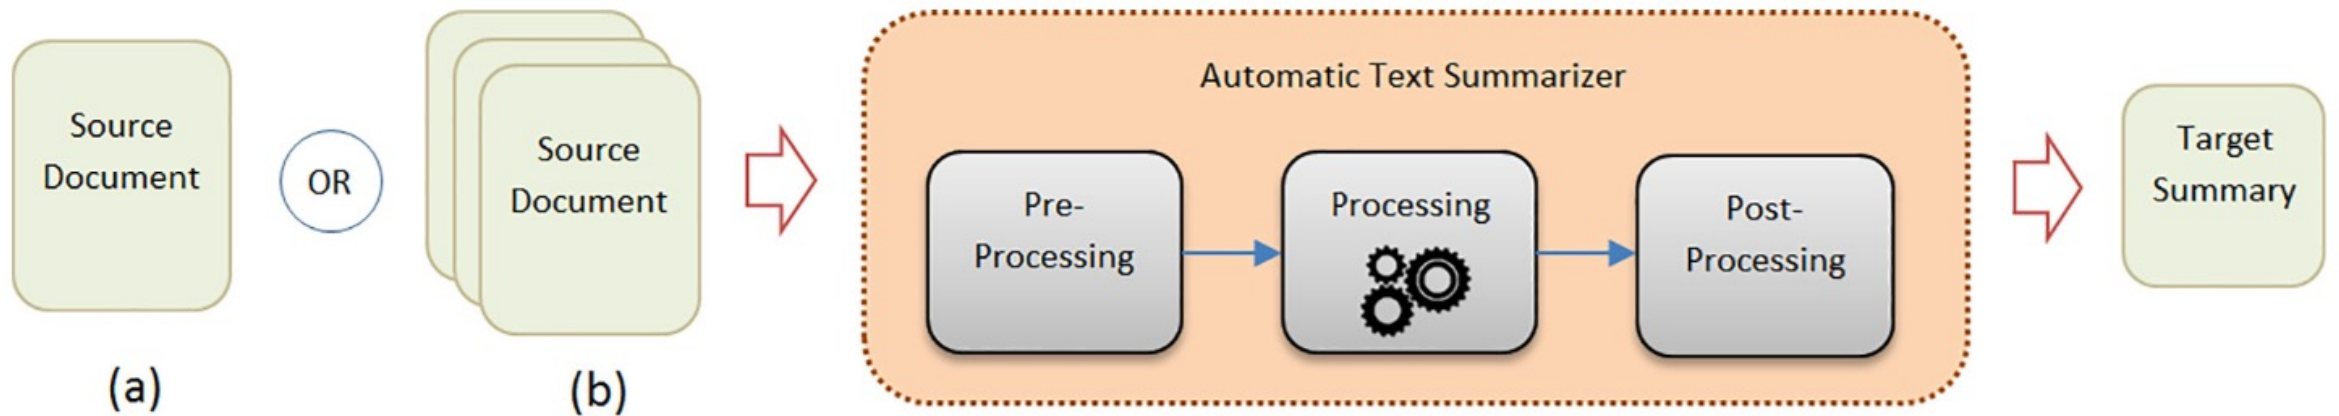 Source
Document
(a)
OR
Source
Document
(b)
Automatic Text Summarizer
Pre-
Processing
Processing
Post-
Processing
Target
Summary